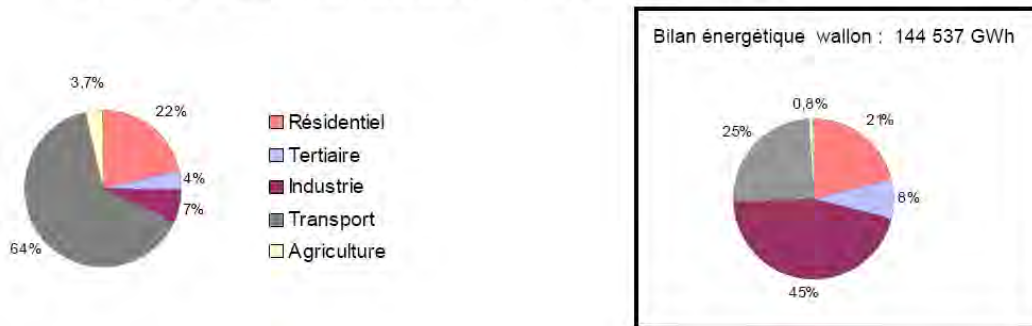 3,7%
22%
4%
7%
64%
Résidentiel
Tertiaire
Industrie
Transport
Agriculture
Bilan énergétique wallon : 144 537 GWh
0,8%
21%
25%
8%
45%